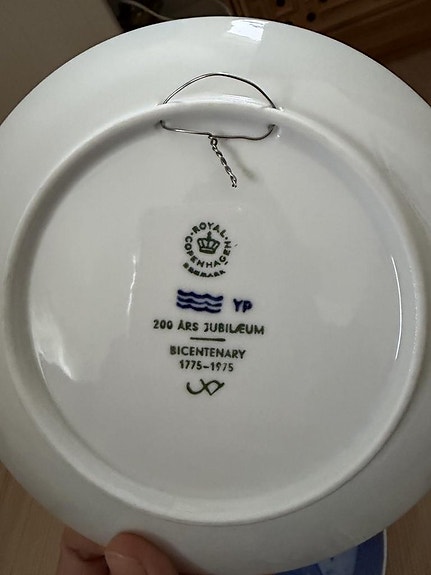 ROYAL
COPENHAGEN
DENMARK
YP
200 ÅRS JUBILÆUM
BICENTENARY
1775-1975